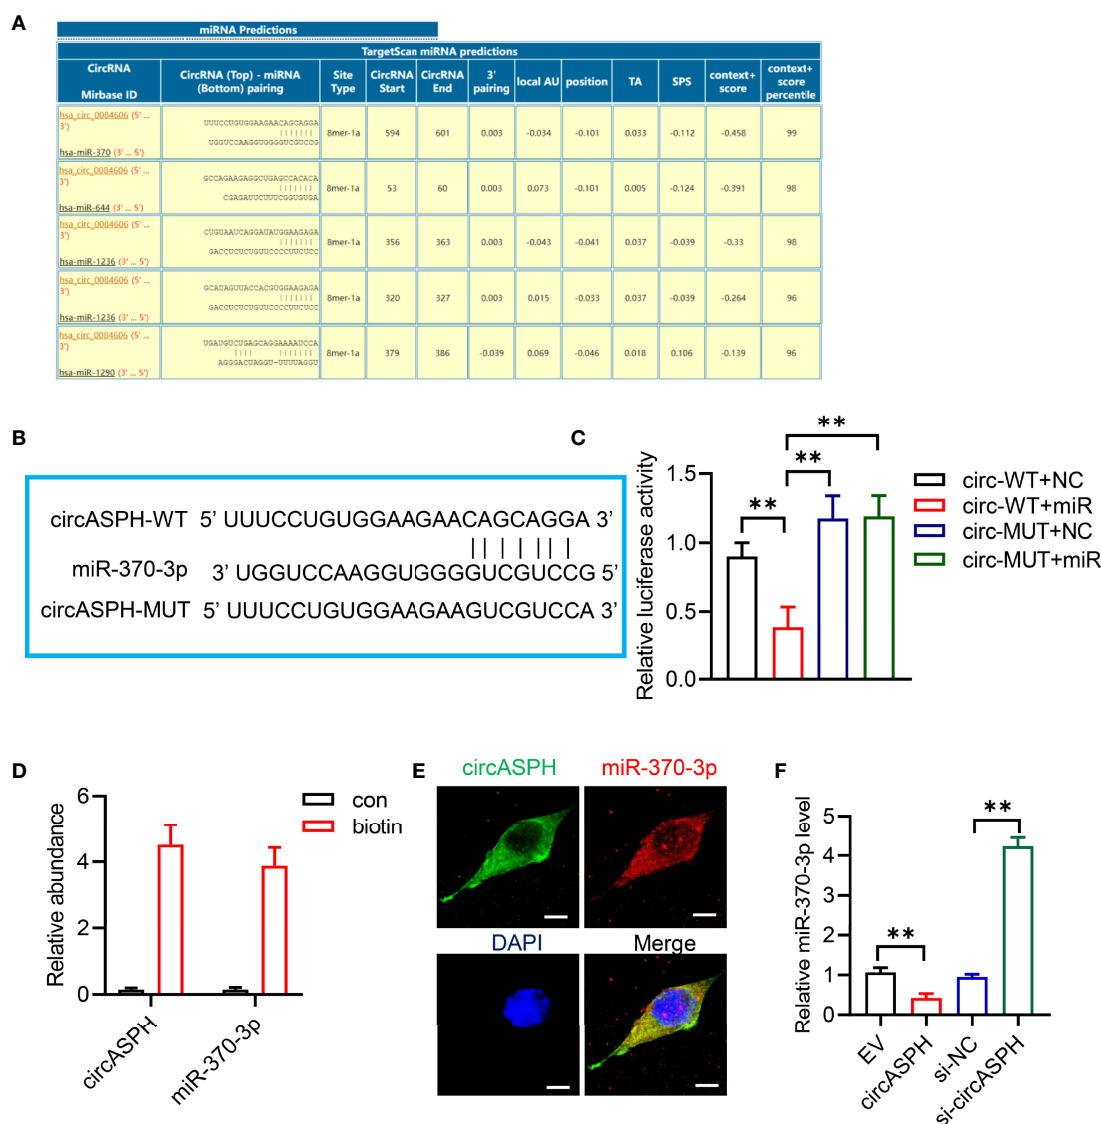 A
miRNA Predictions
TargetScan miRNA predictions
CircRNA Mirbase ID | CircRNA (Top) - miRNA (Bottom) pairing | Site Type | CircRNA Start | CircRNA End | 3' pairing | local AU | position | TA | SPS | context+ score | context+ score percentile
hsa_circ_0084606 (5' ... 3') hsa-miR-370 (3' ... 5') | UUUCCUGUGGAAGAACAGCAGGA ||||||| UGGUCCAAGGUGGGGUCGUCCG | 8mer-1a | 594 | 601 | 0.003 | -0.034 | -0.101 | 0.033 | -0.112 | -0.458 | 99
hsa_circ_0084606 (5' ... 3') hsa-miR-644 (3' ... 5') | GCCAGAAGAGGCUGAGCCACACA ||||||| CGAGAUUCUUUCGGUGUGA | 8mer-1a | 53 | 60 | 0.003 | 0.073 | -0.101 | 0.005 | -0.124 | -0.391 | 98
hsa_circ_0084606 (5' ... 3') hsa-miR-1236 (3' ... 5') | CUGUAAUCAGGAUAUGGAAGAGA ||||||| GACCUCUCUGUUCCCCUUCUCC | 8mer-1a | 356 | 363 | 0.003 | -0.043 | -0.041 | 0.037 | -0.039 | -0.33 | 98
hsa_circ_0084606 (5' ... 3') hsa-miR-1236 (3' ... 5') | GCAUAGUUACCACGUGGAAGAGA ||||||| GACCUCUCUGUUCCCCUUCUCC | 8mer-1a | 320 | 327 | 0.003 | 0.015 | -0.033 | 0.037 | -0.039 | -0.264 | 96
hsa_circ_0084606 (5' ... 3') hsa-miR-1290 (3' ... 5') | UGAUGUCUGAGCAGGAAAAUCCA |||| ||||||| AGGGACUAGGU-UUUUAGGU | 8mer-1a | 379 | 386 | -0.039 | 0.069 | -0.046 | 0.018 | 0.106 | -0.139 | 96
B
circASPH-WT 5' UUUCCUGUGGAAGAACAGCAGGA 3'
miR-370-3p 3' UGGUCCAAGGUGGGGUCGUCCG 5'
circASPH-MUT 5' UUUCCUGUGGAAGAAGUCGUCCA 3'
C
Relative luciferase activity
1.5
1.0
0.5
0.0
**
**
**
circ-WT+NC
circ-WT+miR
circ-MUT+NC
circ-MUT+miR
D
Relative abundance
6
4
2
0
con
biotin
circASPH
miR-370-3p
E
circASPH
miR-370-3p
DAPI
Merge
F
Relative miR-370-3p level
5
4
3
2
1
0
**
**
EV
circASPH
si-NC
si-circASPH